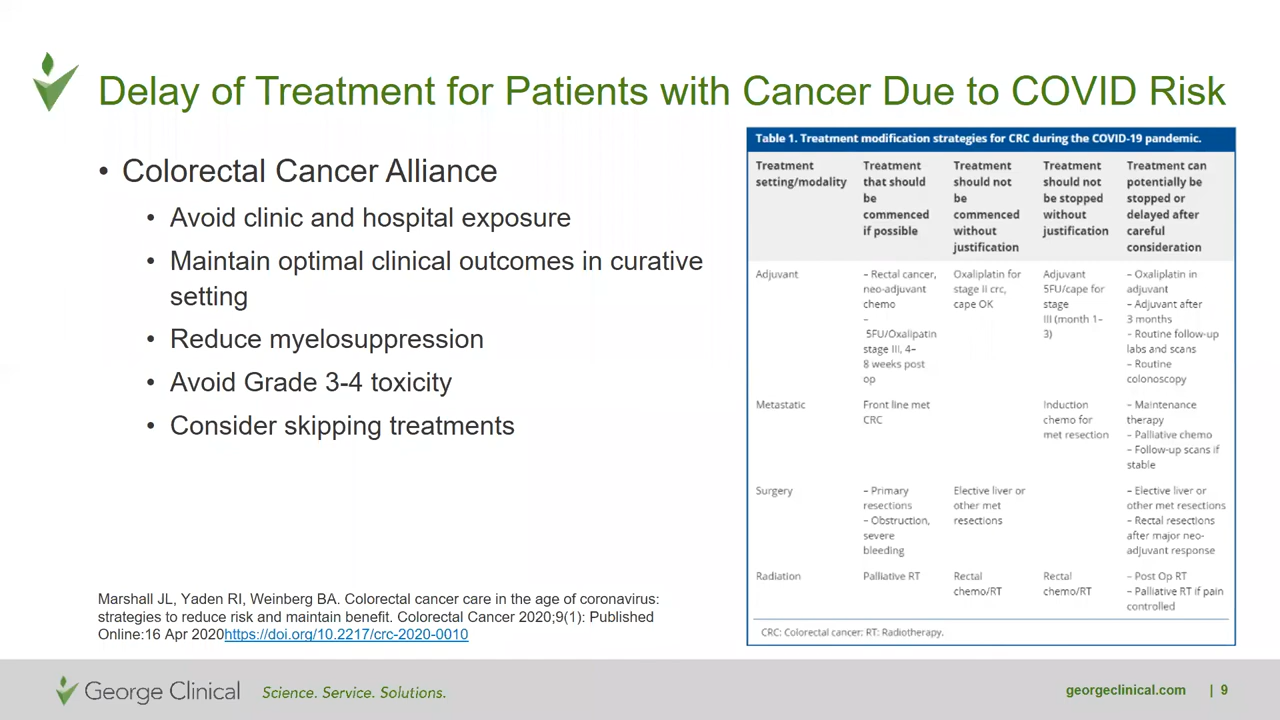 Delay of Treatment for Patients with Cancer Due to COVID Risk
• Colorectal Cancer Alliance
• Avoid clinic and hospital exposure
• Maintain optimal clinical outcomes in curative
setting
• Reduce myelosuppression
• Avoid Grade 3-4 toxicity
• Consider skipping treatments
Marshall JL, Yaden RI, Weinberg BA. Colorectal cancer care in the age of coronavirus:
strategies to reduce risk and maintain benefit. Colorectal Cancer 2020;9(1): Published
Online:16 Apr 2020https://doi.org/10.2217/crc-2020-0010
Table 1. Treatment modification strategies for CRC during the COVID-19 pandemic.
Treatment
setting/modality
Treatment
that should
be
commenced
if possible
Treatment
should not
be
commenced
without
justification
Treatment
should not
be stopped
without
justification
Treatment can
potentially be
stopped or
delayed after
careful
consideration
Adjuvant
– Rectal cancer,
neo-adjuvant
chemo
–
5FU/Oxalipatin
stage III, 4–
8 weeks post
op
Oxaliplatin for
stage II crc,
cape OK
Adjuvant
5FU/cape for
stage
III (month 1–
3)
– Oxaliplatin in
adjuvant
– Adjuvant after
3 months
– Routine follow-up
labs and scans
– Routine
colonoscopy
Metastatic
Front line met
CRC
Induction
chemo for
met resection
– Maintenance
therapy
– Palliative chemo
– Follow-up scans if
stable
Surgery
– Primary
resections
– Obstruction,
severe
bleeding
Elective liver or
other met
resections
– Elective liver or
other met resections
– Rectal resections
after major neo-
adjuvant response
Radiation
Palliative RT
Rectal
chemo/RT
Rectal
chemo/RT
– Post Op RT
– Palliative RT if pain
controlled
CRC: Colorectal cancer; RT: Radiotherapy.
George Clinical Science. Service. Solutions.
georgeclinical.com | 9